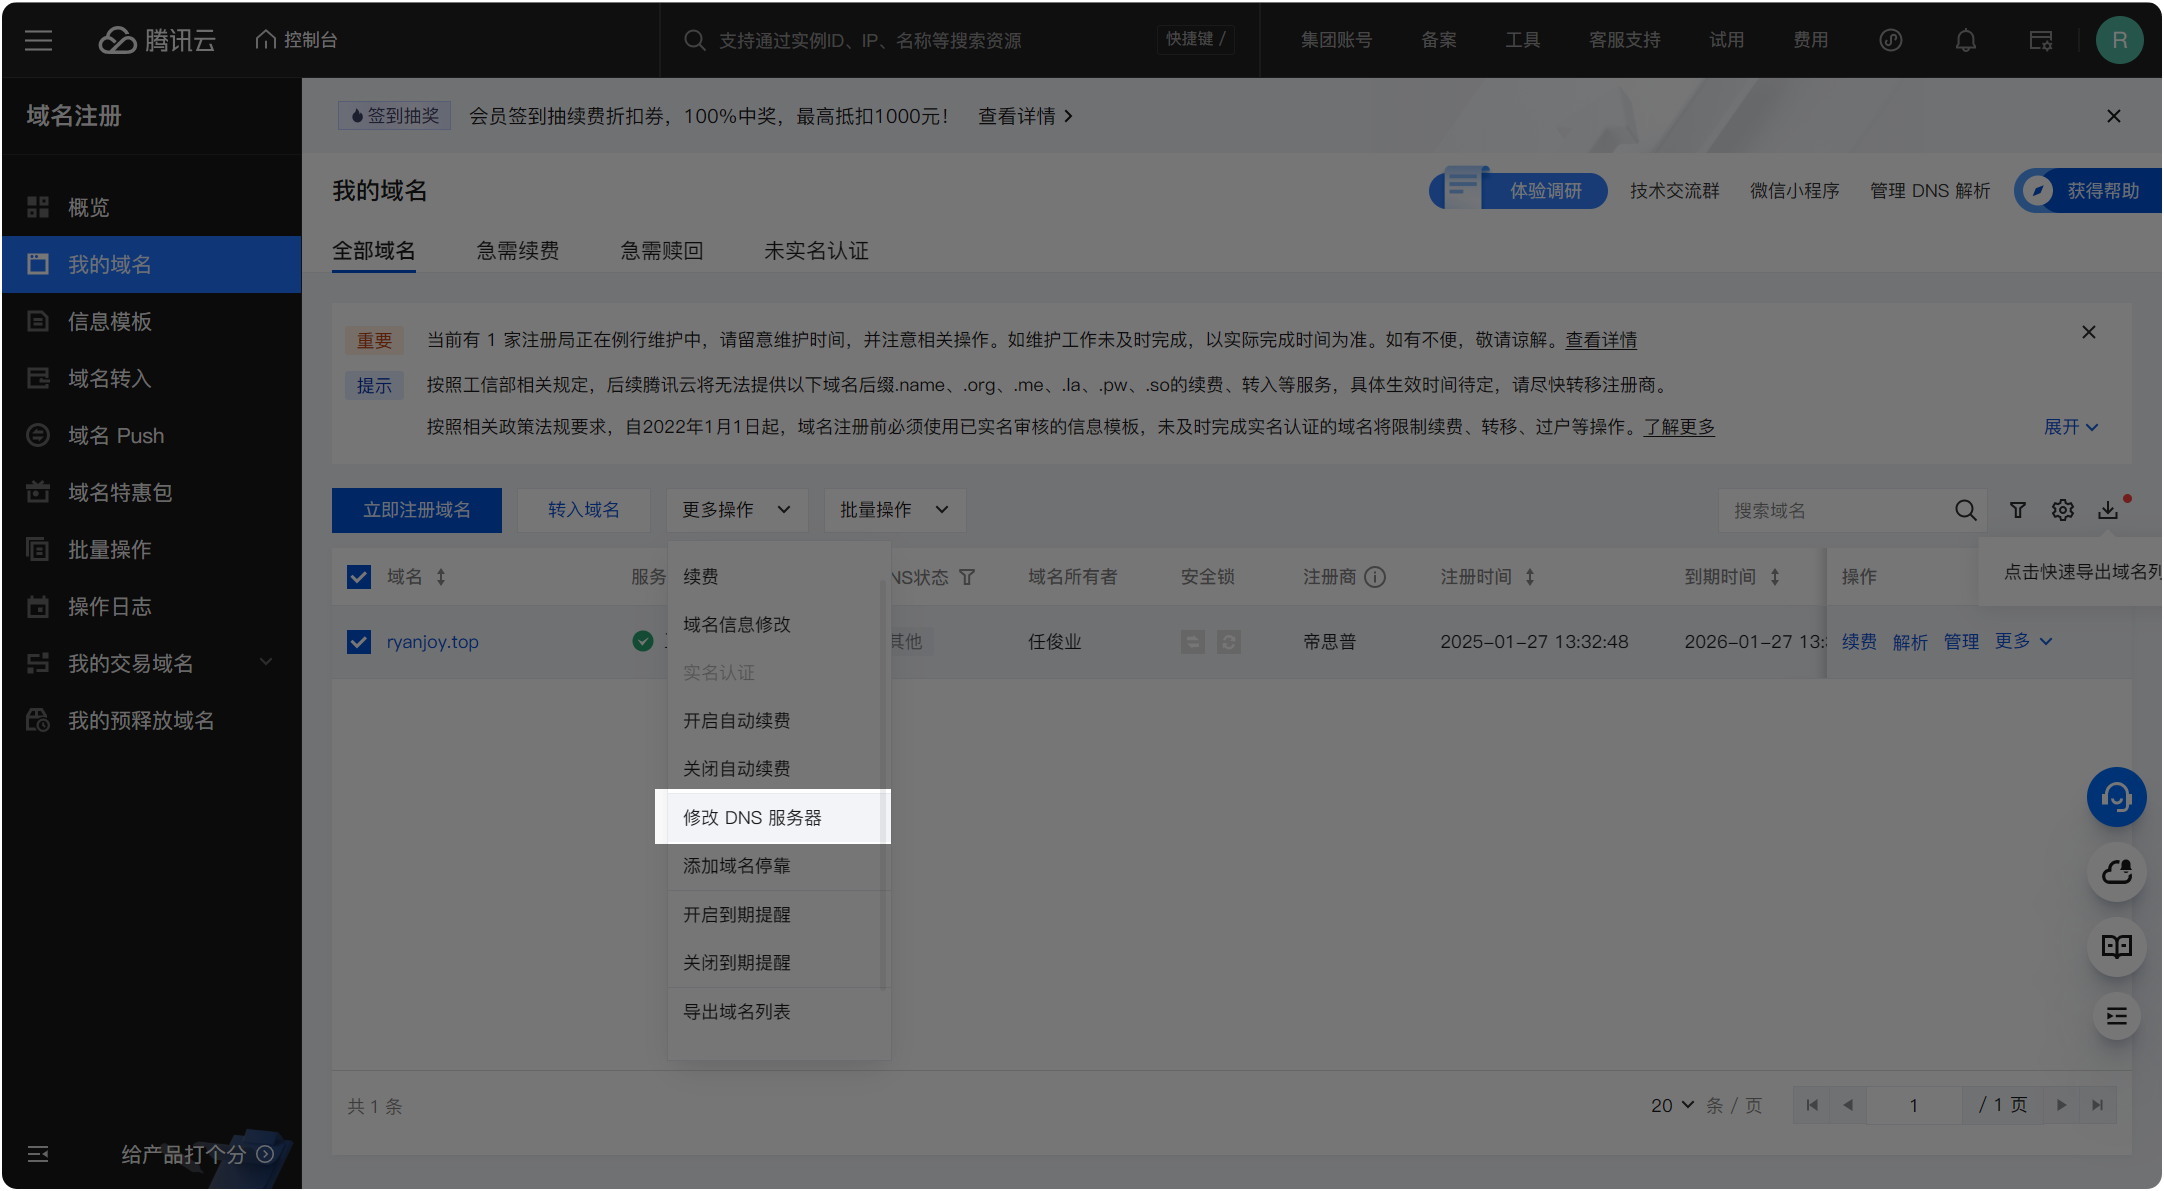 腾讯云
控制台
支持通过实例ID、IP、名称等搜索资源
快捷键 /
集团账号
备案
工具
客服支持
试用
费用
R
域名注册
概览
我的域名
信息模板
域名转入
域名 Push
域名特惠包
批量操作
操作日志
我的交易域名
我的预释放域名
给产品打个分
签到抽奖
会员签到抽续费折扣券，100%中奖，最高抵扣1000元！
查看详情
我的域名
体验调研
技术交流群
微信小程序
管理 DNS 解析
获得帮助
全部域名
急需续费
急需赎回
未实名认证
重要
当前有 1 家注册局正在例行维护中，请留意维护时间，并注意相关操作。如维护工作未及时完成，以实际完成时间为准。如有不便，敬请谅解。查看详情
提示
按照工信部相关规定，后续腾讯云将无法提供以下域名后缀.name、.org、.me、.la、.pw、.so的续费、转入等服务，具体生效时间待定，请尽快转移注册商。
按照相关政策法规要求，自2022年1月1日起，域名注册前必须使用已实名审核的信息模板，未及时完成实名认证的域名将限制续费、转移、过户等操作。了解更多
展开
立即注册域名
转入域名
更多操作
批量操作
搜索域名
点击快速导出域名列
域名
服务
NS状态
域名所有者
安全锁
注册商
注册时间
到期时间
操作
ryanjoy.top
其他
任俊业
帝思普
2025-01-27 13:32:48
2026-01-27 13:
续费
解析
管理
更多
续费
域名信息修改
实名认证
开启自动续费
关闭自动续费
修改 DNS 服务器
添加域名停靠
开启到期提醒
关闭到期提醒
导出域名列表
共 1 条
20
条 / 页
1
/ 1 页